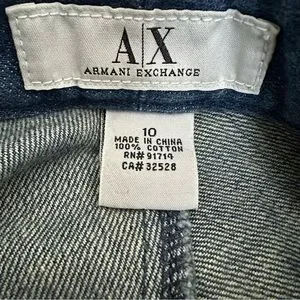 A|X
ARMANI EXCHANGE
10
MADE IN CHINA
100% COTTON
RN# 91714
CA# 32528